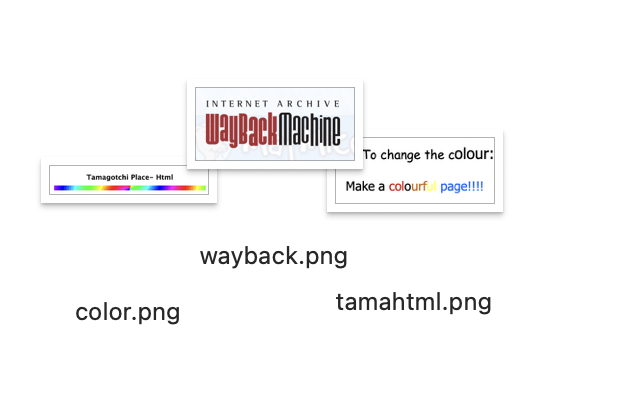 INTERNET ARCHIVE
WayBackMachine
To change the colour:
Make a colourful page!!!!
Tamagotchi Place- Html
wayback.png
tamahtml.png
color.png